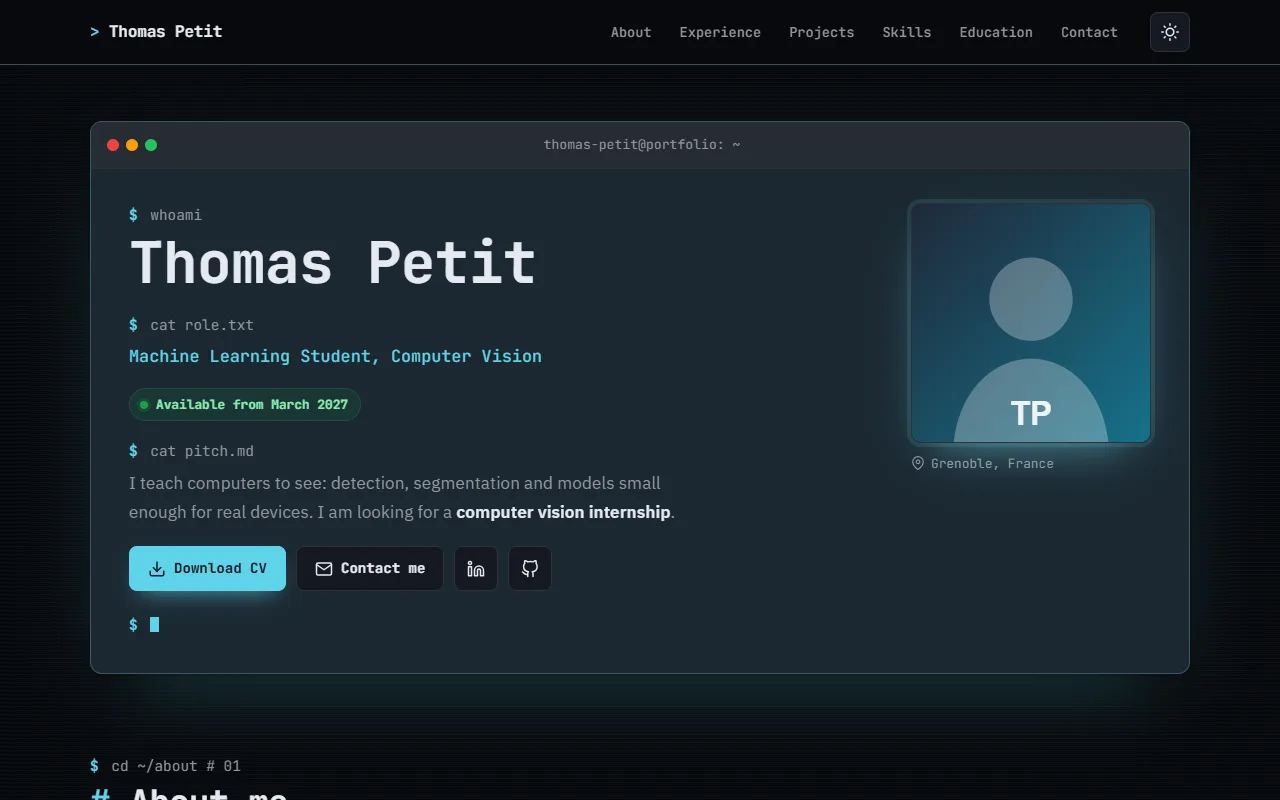 > Thomas Petit
About Experience Projects Skills Education Contact
thomas-petit@portfolio: ~
$ whoami
Thomas Petit
$ cat role.txt
Machine Learning Student, Computer Vision
Available from March 2027
$ cat pitch.md
I teach computers to see: detection, segmentation and models small
enough for real devices. I am looking for a computer vision internship.
Download CV
Contact me
$
TP
Grenoble, France
$ cd ~/about # 01
# About me